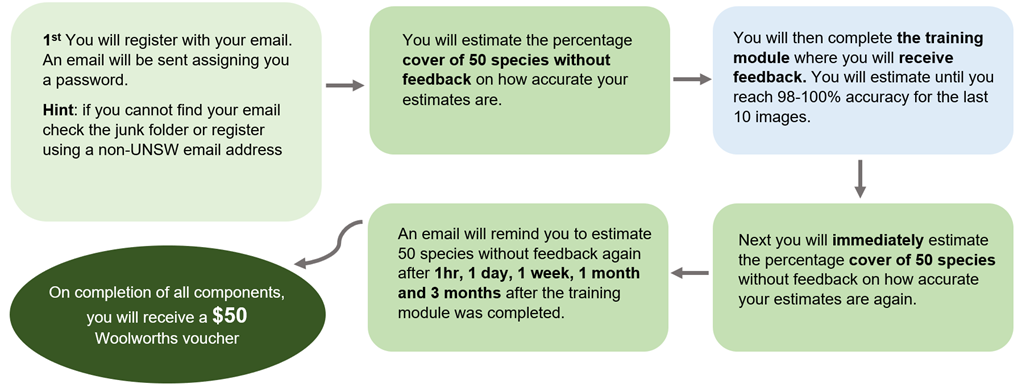 1st You will register with your email.
An email will be sent assigning you
a password.
Hint: if you cannot find your email
check the junk folder or register
using a non-UNSW email address
You will estimate the percentage
cover of 50 species without
feedback on how accurate your
estimates are.
You will then complete the training
module where you will receive
feedback. You will estimate until you
reach 98-100% accuracy for the last
10 images.
Next you will immediately estimate
the percentage cover of 50 species
without feedback on how accurate
your estimates are again.
An email will remind you to estimate
50 species without feedback again
after 1hr, 1 day, 1 week, 1 month
and 3 months after the training
module was completed.
On completion of all components,
you will receive a $50
Woolworths voucher